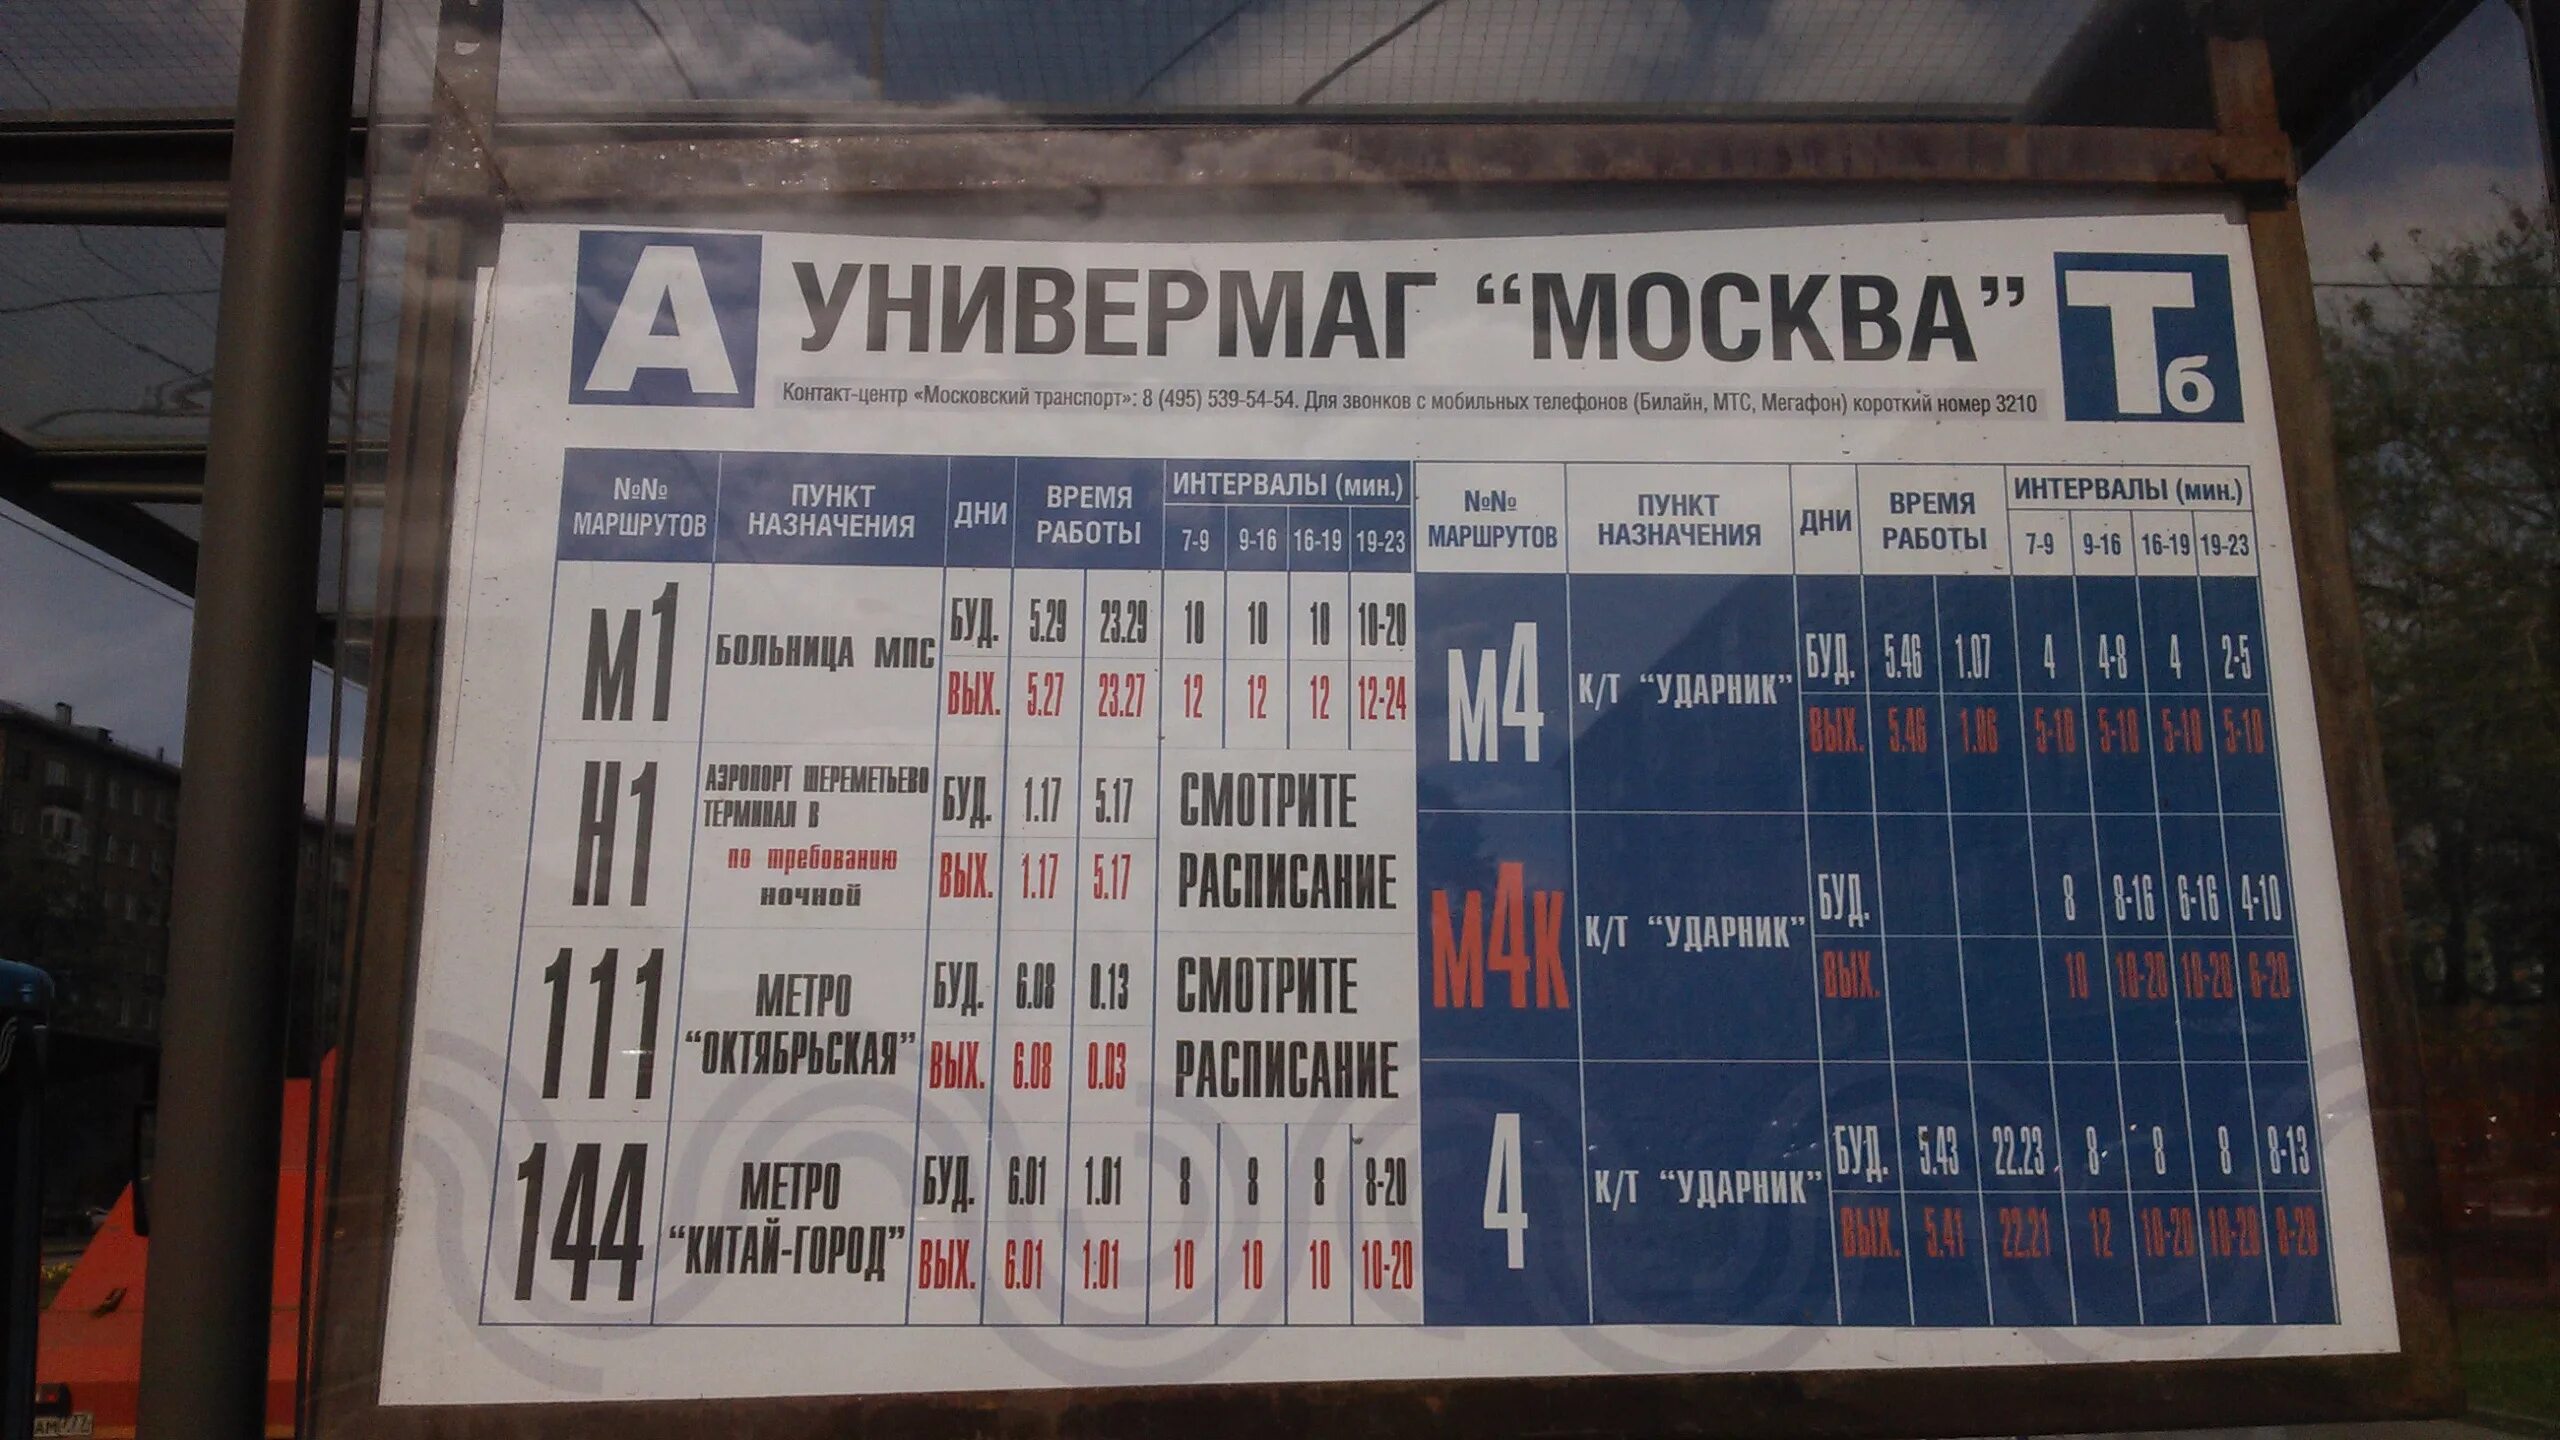 А УНИВЕРМАГ “МОСКВА” Тб
Контакт-центр «Московский транспорт»: 8 (495) 539-54-54. Для звонков с мобильных телефонов (Билайн, МТС, Мегафон) короткий номер 3210
№№ МАРШРУТОВ ПУНКТ НАЗНАЧЕНИЯ ДНИ ВРЕМЯ РАБОТЫ ИНТЕРВАЛЫ (мин.)
7-9 9-16 16-19 19-23
М1 БОЛЬНИЦА МПС БУД. 5.29 23.29 10 10 10 10-20
ВЫХ. 5.27 23.27 12 12 12 12-24
Н1 АЭРОПОРТ ШЕРЕМЕТЬЕВО БУД. 1.17 5.17 СМОТРИТЕ
ТЕРМИНАЛ В
по требованию ВЫХ. 1.17 5.17 РАСПИСАНИЕ
НОЧНОЙ
111 МЕТРО БУД. 6.08 0.13 СМОТРИТЕ
“ОКТЯБРЬСКАЯ” ВЫХ. 6.08 0.03 РАСПИСАНИЕ
144 МЕТРО БУД. 6.01 1.01 8 8 8 8-20
“КИТАЙ-ГОРОД” ВЫХ. 6.01 1.01 10 10 10 10-20
№№ МАРШРУТОВ ПУНКТ НАЗНАЧЕНИЯ ДНИ ВРЕМЯ РАБОТЫ ИНТЕРВАЛЫ (мин.)
7-9 9-16 16-19 19-23
М4 К/Т “УДАРНИК” БУД. 5.46 1.07 4 4-8 4 2-5
ВЫХ. 5.46 1.06 5-10 5-10 5-10 5-10
М4К К/Т “УДАРНИК” БУД. 8 8-16 6-16 4-10
ВЫХ. 10 10-20 10-20 6-20
4 К/Т “УДАРНИК” БУД. 5.43 22.23 8 8 8 8-13
ВЫХ. 5.41 22.21 12 10-20 10-20 8-20